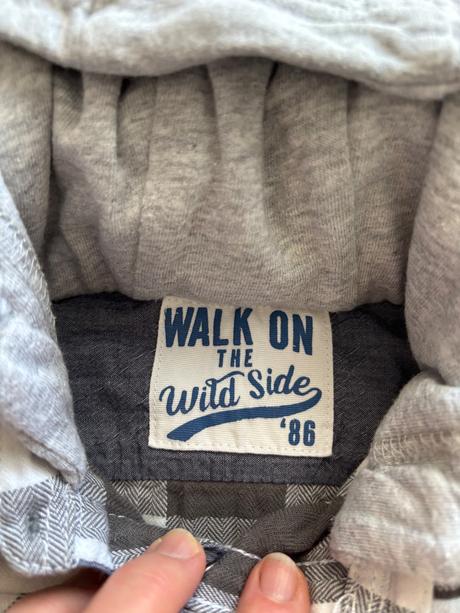 WALK ON
THE
Wild Side
'86